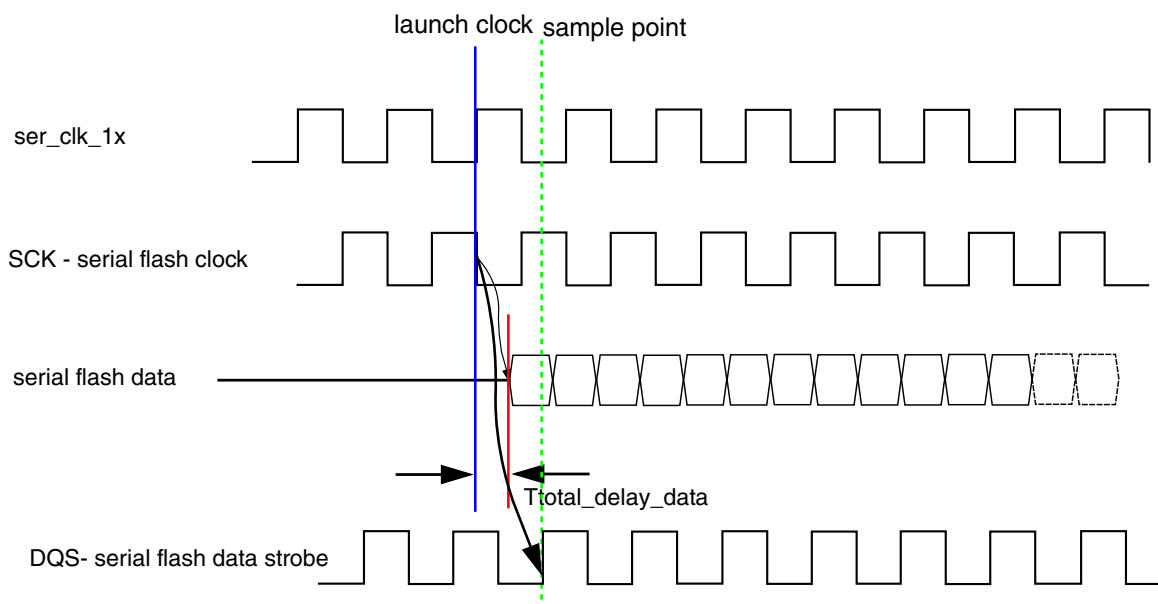 launch clock sample point
ser_clk_1x
SCK - serial flash clock
serial flash data
Ttotal_delay_data
DQS- serial flash data strobe